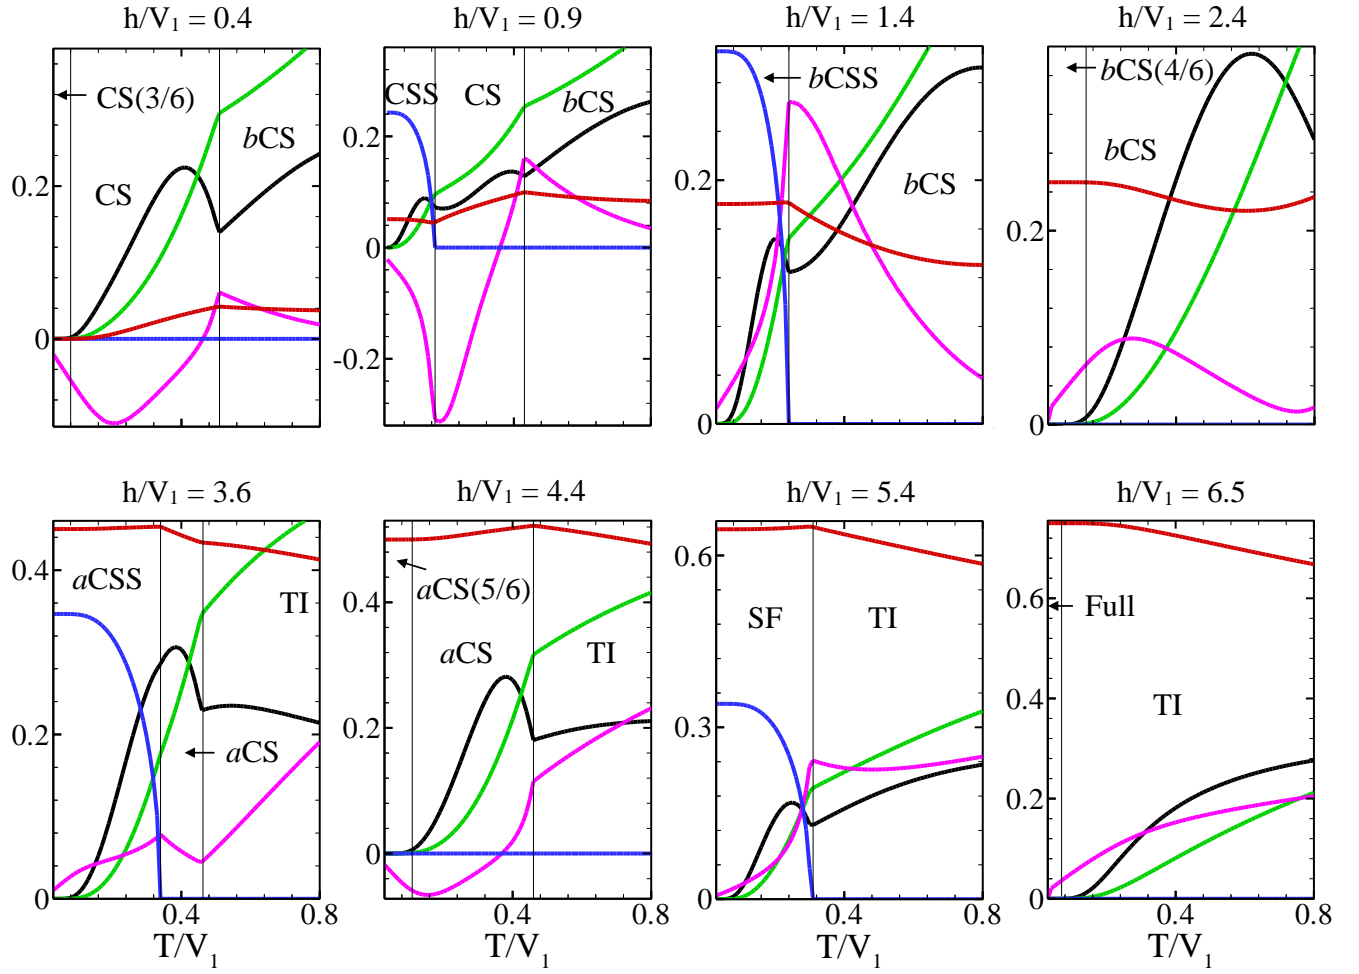 h/V₁ = 0.4
h/V₁ = 0.9
h/V₁ = 1.4
h/V₁ = 2.4
CS(3/6)
CS
bCS
0.2
0
CSS
CS
bCS
0.2
0
-0.2
bCSS
bCS
0.2
0
bCS(4/6)
bCS
0.2
0
h/V₁ = 3.6
h/V₁ = 4.4
h/V₁ = 5.4
h/V₁ = 6.5
aCSS
TI
aCS
0.4
0.2
0
0.4
0.8
T/V₁
aCS(5/6)
aCS
TI
0.4
0.2
0
0.4
0.8
T/V₁
SF
TI
0.6
0.3
0
0.4
0.8
T/V₁
Full
TI
0.6
0.4
0.2
0
0.4
0.8
T/V₁